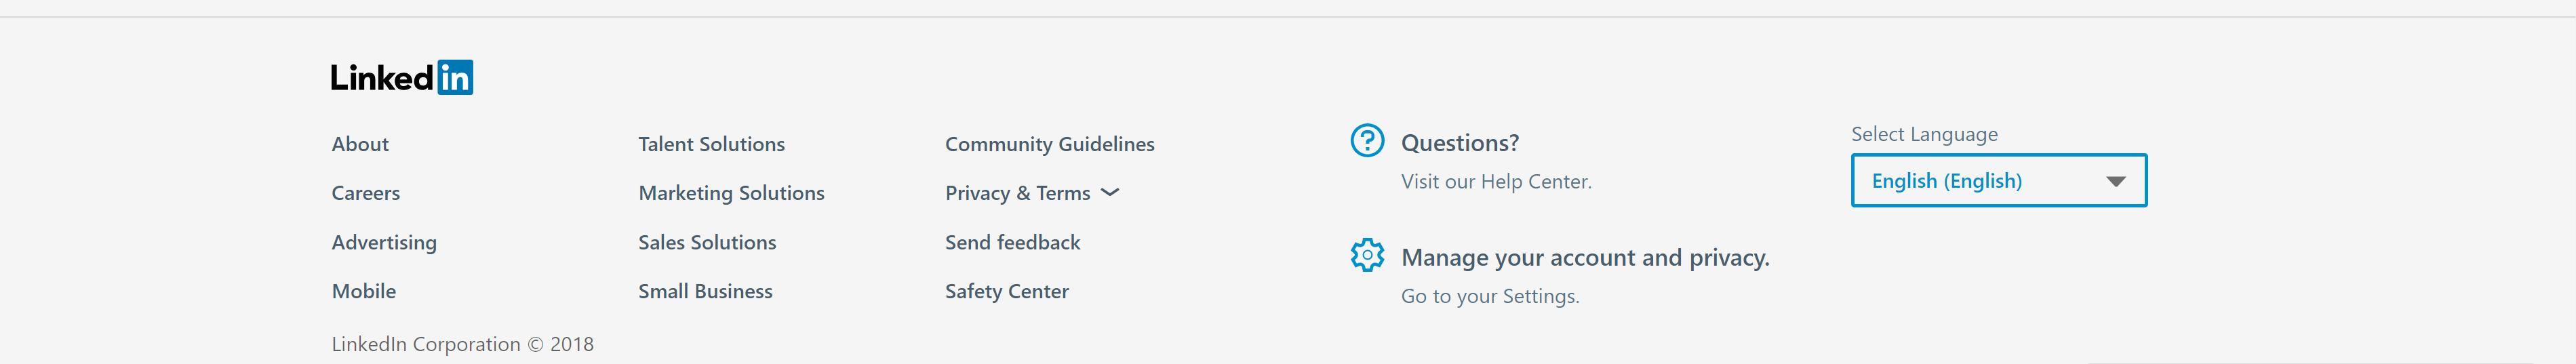 LinkedIn
About
Careers
Advertising
Mobile
Talent Solutions
Marketing Solutions
Sales Solutions
Small Business
Community Guidelines
Privacy & Terms
Send feedback
Safety Center
Questions?
Visit our Help Center.
Manage your account and privacy.
Go to your Settings.
Select Language
English (English)
LinkedIn Corporation © 2018